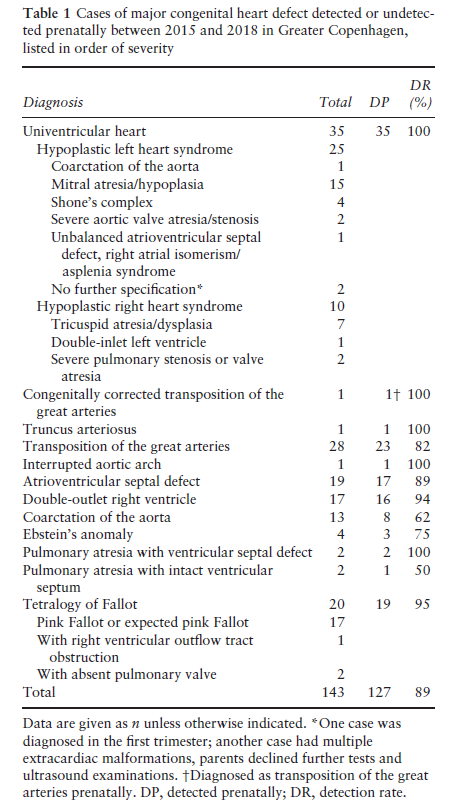 Table 1 Cases of major congenital heart defect detected or undetec-
ted prenatally between 2015 and 2018 in Greater Copenhagen,
listed in order of severity
DR
Diagnosis Total DP (%)
Univentricular heart 35 35 100
Hypoplastic left heart syndrome 25
Coarctation of the aorta 1
Mitral atresia/hypoplasia 15
Shone's complex 4
Severe aortic valve atresia/stenosis 2
Unbalanced atrioventricular septal 1
defect, right atrial isomerism/
asplenia syndrome
No further specification* 2
Hypoplastic right heart syndrome 10
Tricuspid atresia/dysplasia 7
Double-inlet left ventricle 1
Severe pulmonary stenosis or valve 2
atresia
Congenitally corrected transposition of the 1 1† 100
great arteries
Truncus arteriosus 1 1 100
Transposition of the great arteries 28 23 82
Interrupted aortic arch 1 1 100
Atrioventricular septal defect 19 17 89
Double-outlet right ventricle 17 16 94
Coarctation of the aorta 13 8 62
Ebstein's anomaly 4 3 75
Pulmonary atresia with ventricular septal defect 2 2 100
Pulmonary atresia with intact ventricular 2 1 50
septum
Tetralogy of Fallot 20 19 95
Pink Fallot or expected pink Fallot 17
With right ventricular outflow tract 1
obstruction
With absent pulmonary valve 2
Total 143 127 89
Data are given as n unless otherwise indicated. *One case was
diagnosed in the first trimester; another case had multiple
extracardiac malformations, parents declined further tests and
ultrasound examinations. †Diagnosed as transposition of the great
arteries prenatally. DP, detected prenatally; DR, detection rate.